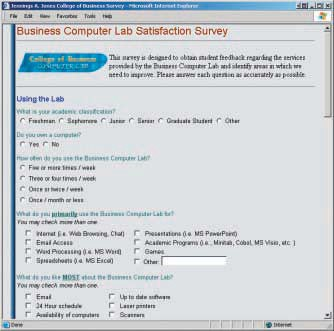 Jennings A. Jones College of Business Survey - Microsoft Internet Explorer
File Edit View Favorites Tools Help
Business Computer Lab Satisfaction Survey
College of Business
COMPUTER LAB
This survey is designed to obtain student feedback regarding the services
provided by the Business Computer Lab and identify areas in which we
need to improve. Please answer each question as accurately as possible.
Using the Lab
What is your academic classification?
Freshman Sophomore Junior Senior Graduate Student Other
Do you own a computer?
Yes No
How often do you use the Business Computer Lab?
Five or more times / week
Three or four times / week
Once or twice / week
Once / month or less
What do you primarily use the Business Computer Lab for?
You may check more than one.
Internet (i.e. Web Browsing, Chat) Presentations (i.e. MS PowerPoint)
Email Access Academic Programs (i.e., Minitab, Cobol, MS Visio, etc. )
Word Processing (i.e. MS Word) Games
Spreadsheets (i.e. MS Excel) Other:
What do you like MOST about the Business Computer Lab?
You may check more than one.
Email Up to date software
24 Hour schedule Laser printers
Availability of computers Scanners
Done Internet